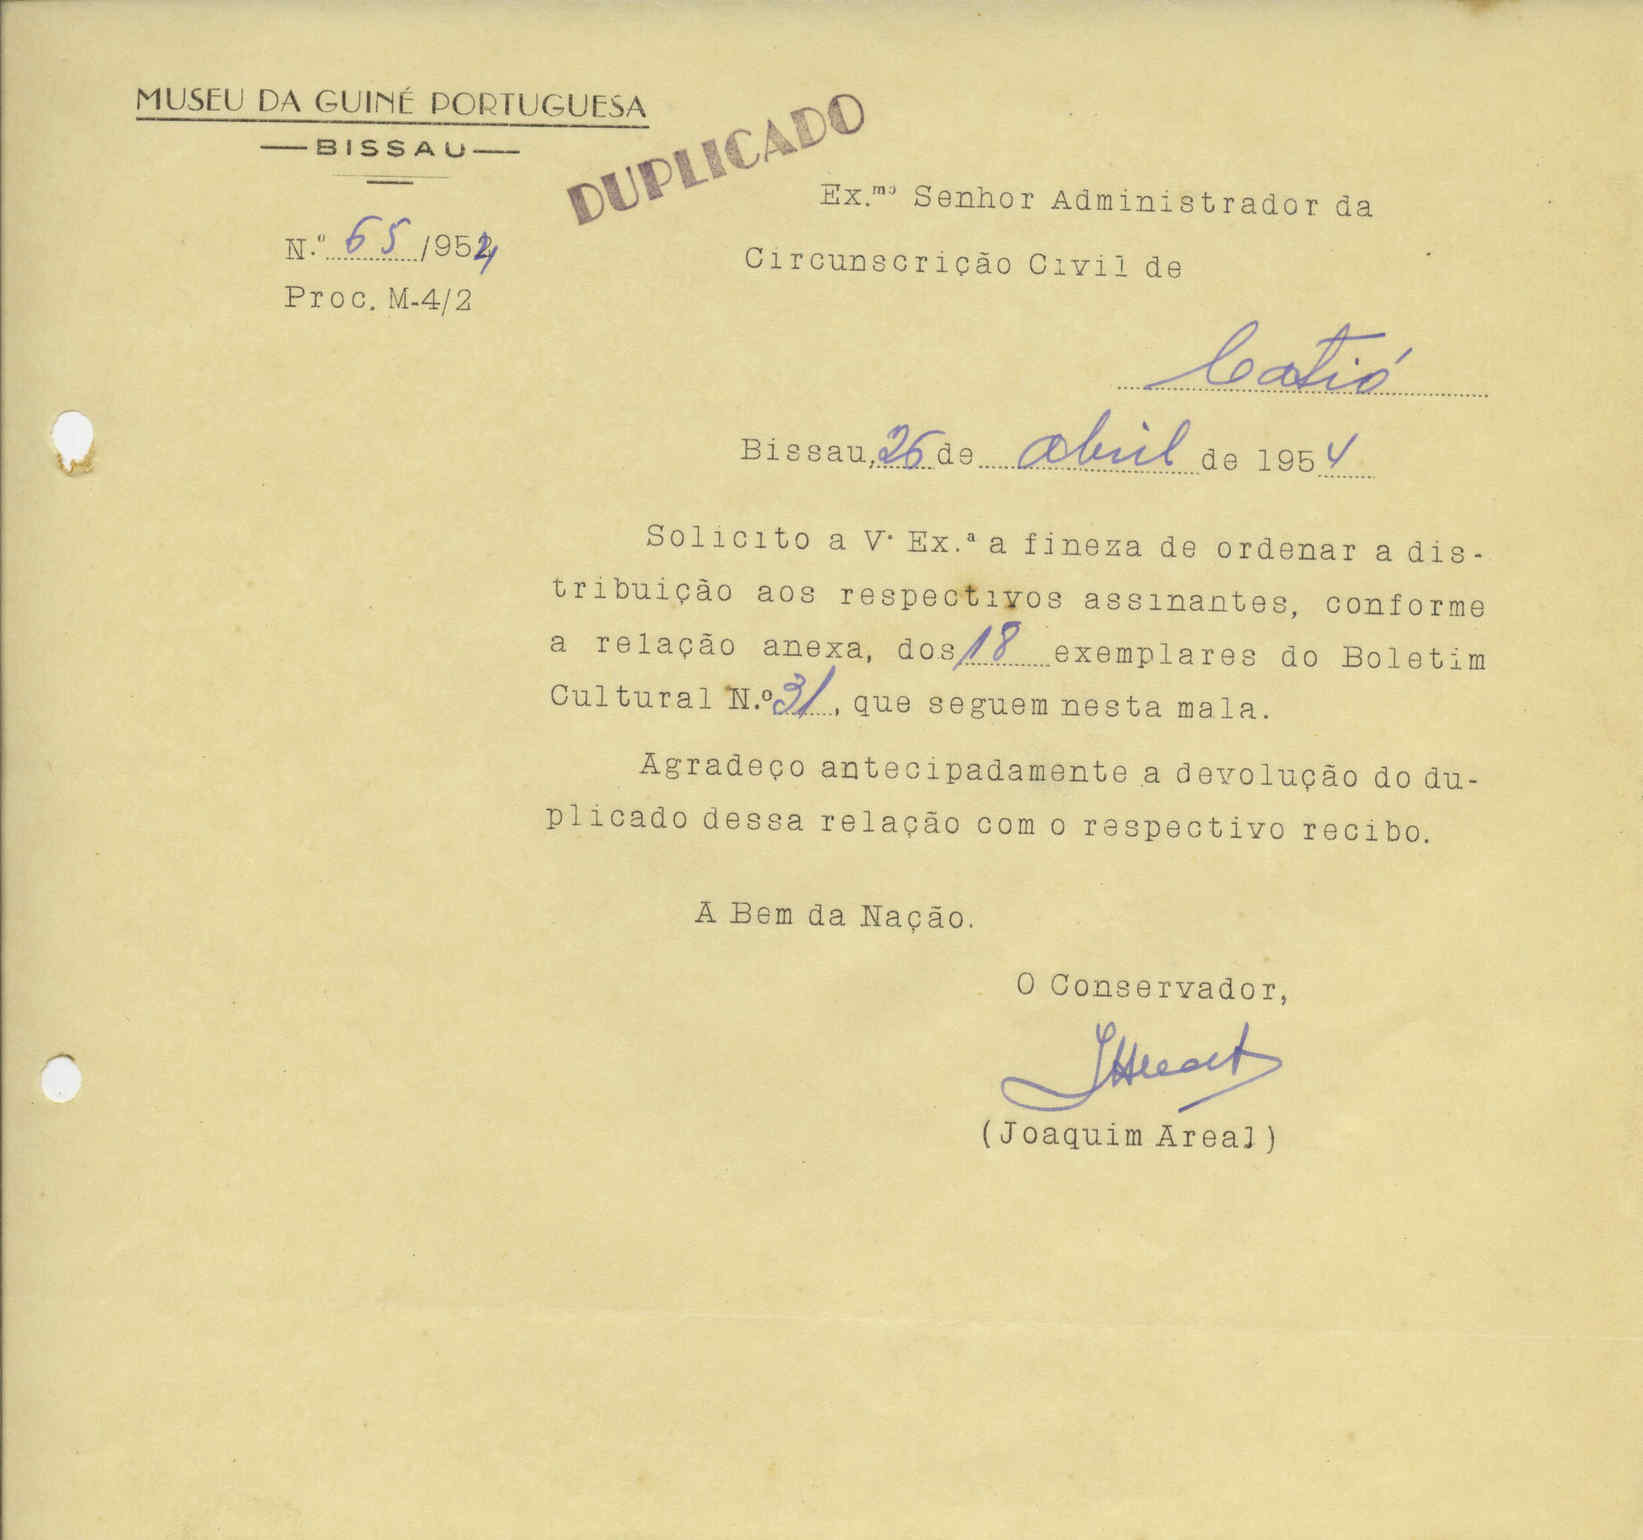 MUSEU DA GUINÉ PORTUGUESA
—BISSAU—
DUPLICADO
N.º 65 /954
Proc. M-4/2
Ex.mo Senhor Administrador da
Circunscrição Civil de
Catió
Bissau, 26 de abril de 1954
Solicito a V. Ex.ª a fineza de ordenar a dis-
tribuição aos respectivos assinantes, conforme
a relação anexa, dos 18 exemplares do Boletim
Cultural N.º 31, que seguem nesta mala.
Agradeço antecipadamente a devolução do du-
plicado dessa relação com o respectivo recibo.
A Bem da Nação.
O Conservador,
(Joaquim Areal)